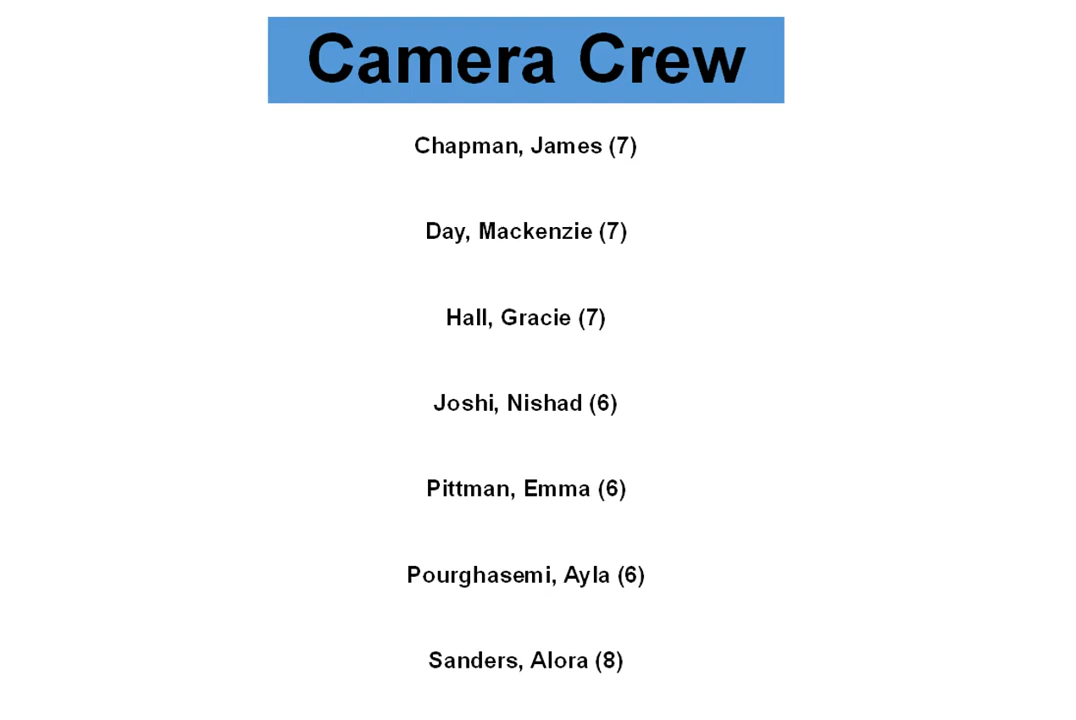 Camera Crew
Chapman, James (7)
Day, Mackenzie (7)
Hall, Gracie (7)
Joshi, Nishad (6)
Pittman, Emma (6)
Pourghasemi, Ayla (6)
Sanders, Alora (8)